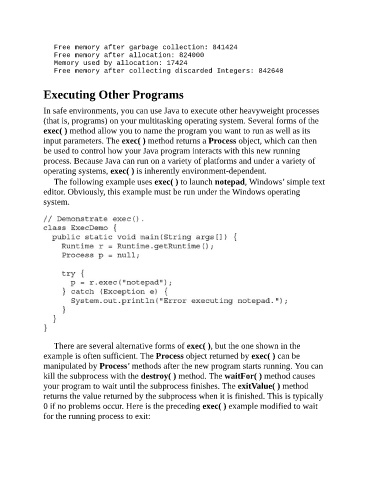 Free memory after garbage collection: 841424
Free memory after allocation: 824000
Memory used by allocation: 17424
Free memory after collecting discarded Integers: 842640
Executing Other Programs
In safe environments, you can use Java to execute other heavyweight processes
(that is, programs) on your multitasking operating system. Several forms of the
exec( ) method allow you to name the program you want to run as well as its
input parameters. The exec( ) method returns a Process object, which can then
be used to control how your Java program interacts with this new running
process. Because Java can run on a variety of platforms and under a variety of
operating systems, exec( ) is inherently environment-dependent.
The following example uses exec( ) to launch notepad, Windows’ simple text
editor. Obviously, this example must be run under the Windows operating
system.
// Demonstrate exec().
class ExecDemo {
public static void main(String args[]) {
Runtime r = Runtime.getRuntime();
Process p = null;
try {
p = r.exec("notepad");
} catch (Exception e) {
System.out.println("Error executing notepad.");
}
}
}
There are several alternative forms of exec( ), but the one shown in the
example is often sufficient. The Process object returned by exec( ) can be
manipulated by Process’ methods after the new program starts running. You can
kill the subprocess with the destroy( ) method. The waitFor( ) method causes
your program to wait until the subprocess finishes. The exitValue( ) method
returns the value returned by the subprocess when it is finished. This is typically
0 if no problems occur. Here is the preceding exec( ) example modified to wait
for the running process to exit: